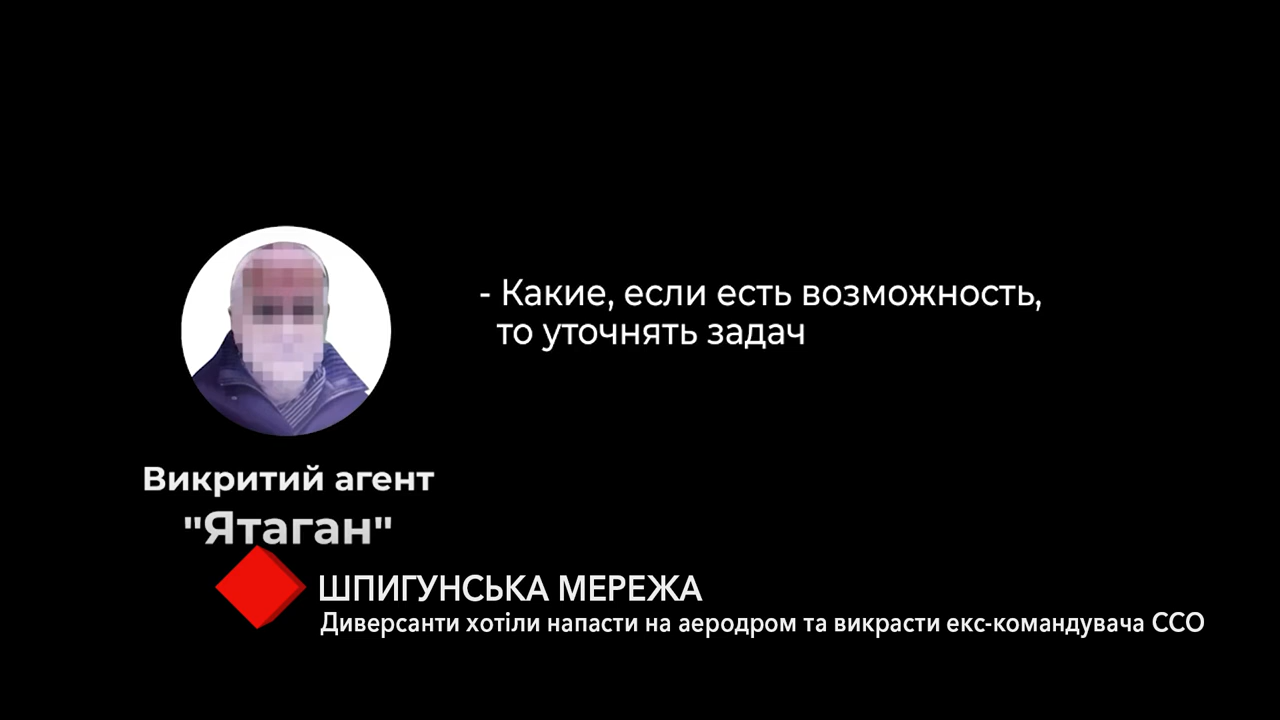 - Какие, если есть возможность,
то уточнять задач
Викритий агент
"Ятаган"
ШПИГУНСЬКА МЕРЕЖА
Диверсанти хотіли напасти на аеродром та викрасти екс-командувача ССО